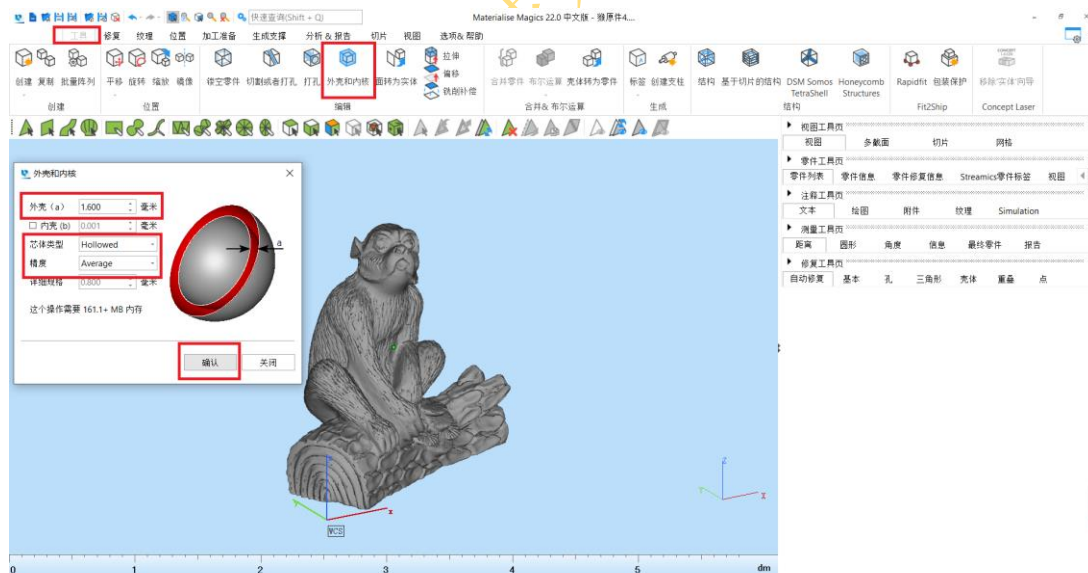 快速查询(Shift + Q)
Materialise Magics 22.0 中文版 - 猴原件4....
工具 修复 纹理 位置 加工准备 生成支撑 分析 & 报告 切片 视图 选项& 帮助
创建 复制 批量阵列 平移 旋转 缩放 镜像 镂空零件 切割或者打孔 打孔 外壳和内核 面转为实体
拉伸
偏移
铣削补偿
合并零件 布尔运算 壳体转为零件 标签 创建支柱 结构 基于切片的结构 DSM Somos TetraShell Honeycomb Structures Rapidfit 包装保护 移除'实体'向导
创建 位置 编辑 合并& 布尔运算 生成 结构 Fit2Ship Concept Laser
外壳和内核
外壳（a） 1.600 毫米
内壳 (b) 0.001 毫米
芯体类型 Hollowed
精度 Average
详细规格 0.800 毫米
这个操作需要 161.1+ MB 内存
a
确认 关闭
视图工具页
视图 多截面 切片 网格
零件工具页
零件列表 零件信息 零件修复信息 Streamics零件标签 视图
注释工具页
文本 绘图 附件 纹理 Simulation
测量工具页
距离 圆形 角度 信息 最终零件 报告
修复工具页
自动修复 基本 孔 三角形 壳体 重叠 点
WCS
Z
Y
X
0 1 2 3 4 5 dm